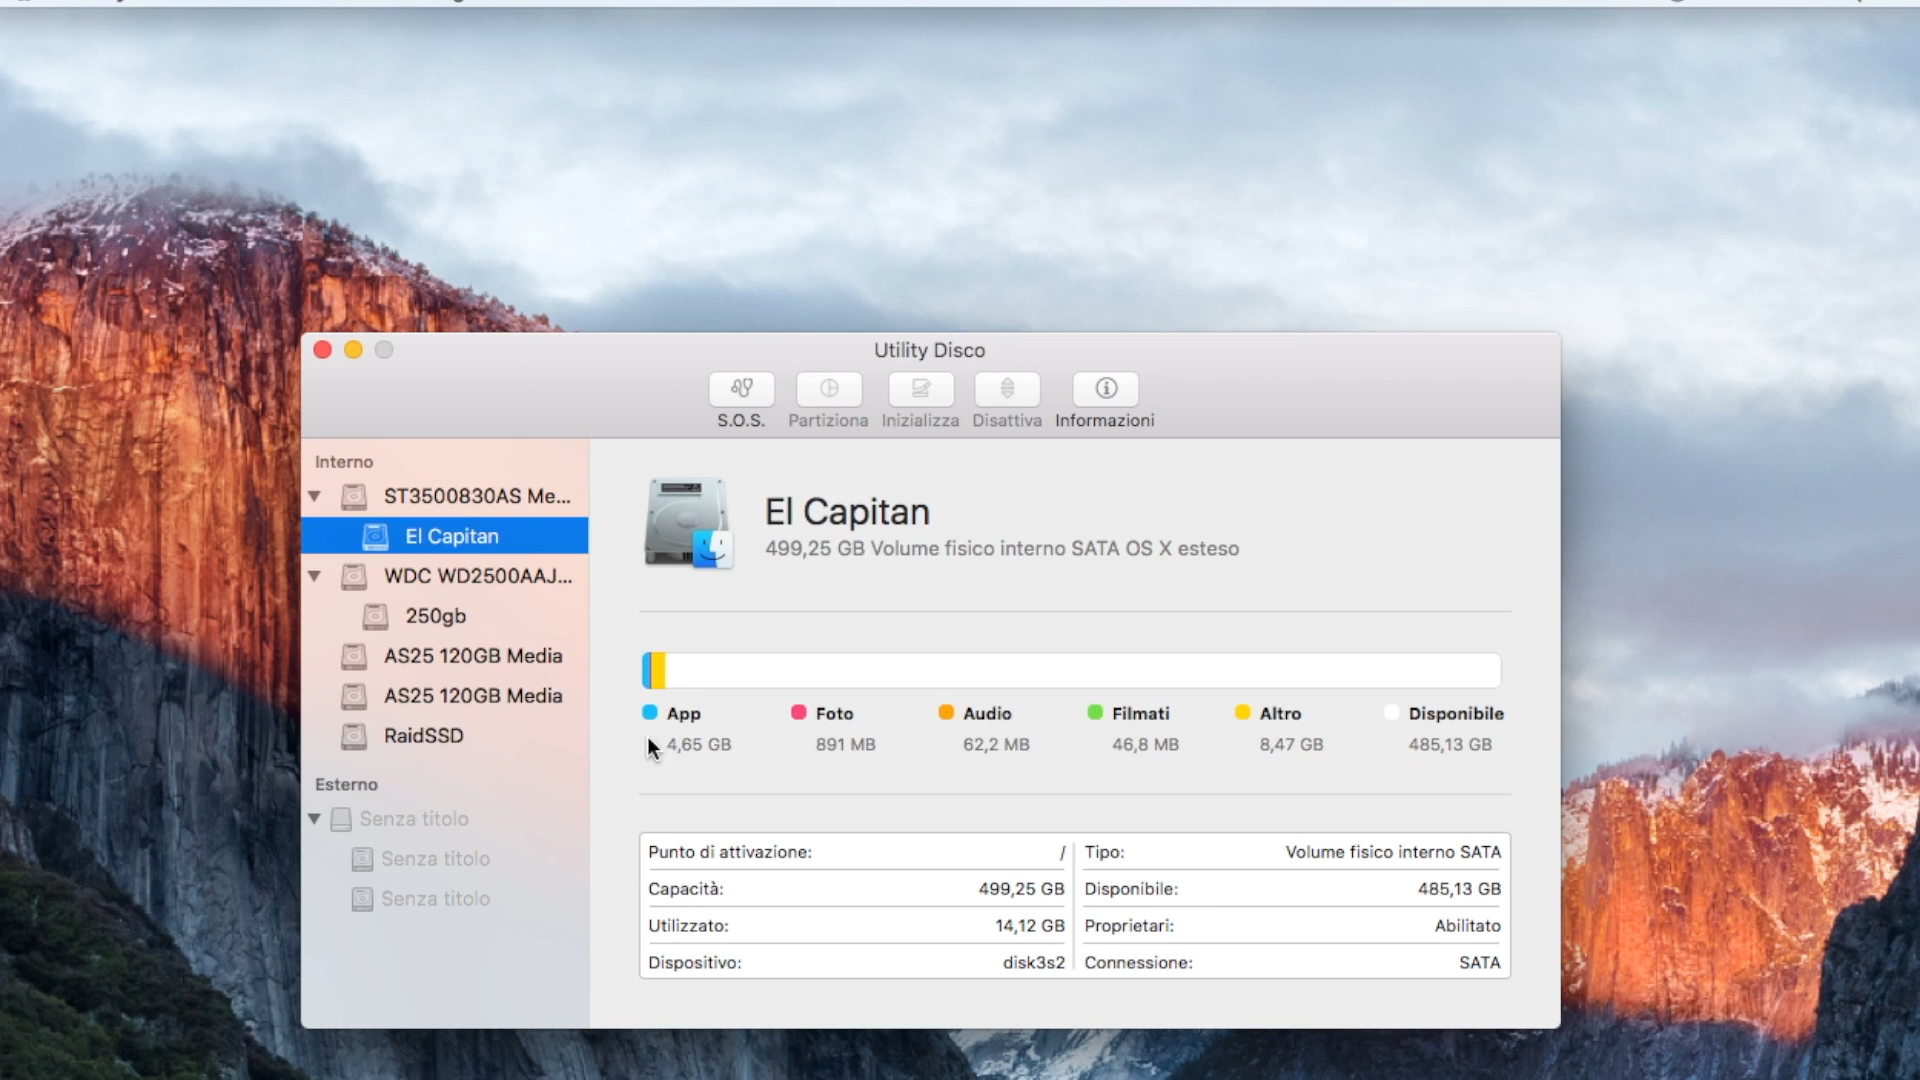 Utility Disco
S.O.S. Partiziona Inizializza Disattiva Informazioni
Interno
ST3500830AS Me...
El Capitan
WDC WD2500AAJ...
250gb
AS25 120GB Media
AS25 120GB Media
RaidSSD
Esterno
Senza titolo
Senza titolo
Senza titolo
El Capitan
499,25 GB Volume fisico interno SATA OS X esteso
App Foto Audio Filmati Altro Disponibile
4,65 GB 891 MB 62,2 MB 46,8 MB 8,47 GB 485,13 GB
Punto di attivazione: / Tipo: Volume fisico interno SATA
Capacità: 499,25 GB Disponibile: 485,13 GB
Utilizzato: 14,12 GB Proprietari: Abilitato
Dispositivo: disk3s2 Connessione: SATA